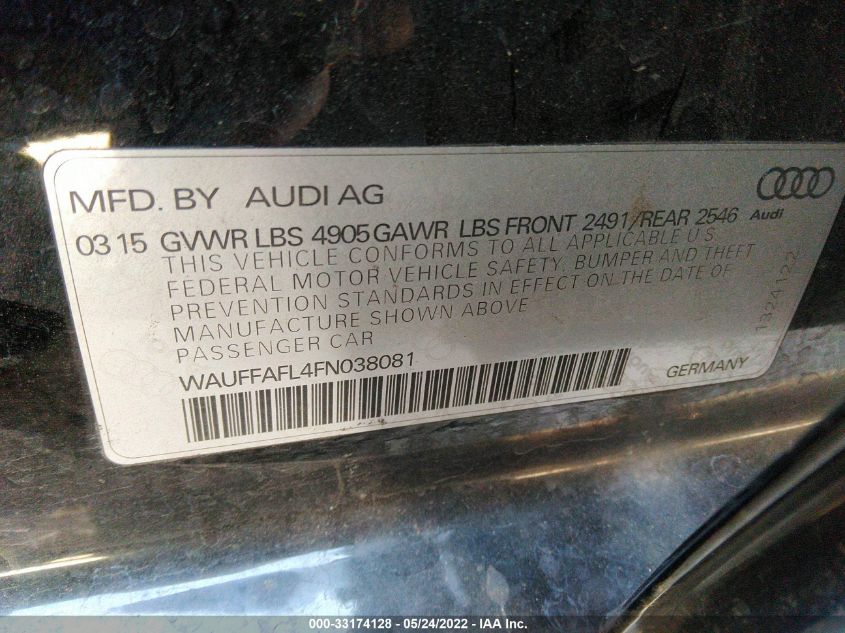 MFD. BY AUDI AG
Audi
03 15 GVWR LBS 4905 GAWR LBS FRONT 2491/REAR 2546
THIS VEHICLE CONFORMS TO ALL APPLICABLE U.S.
FEDERAL MOTOR VEHICLE SAFETY, BUMPER AND THEFT
PREVENTION STANDARDS IN EFFECT ON THE DATE OF
MANUFACTURE SHOWN ABOVE
PASSENGER CAR
1324122
WAUFFAFL4FN038081
GERMANY
000-33174128 - 05/24/2022 - IAA Inc.